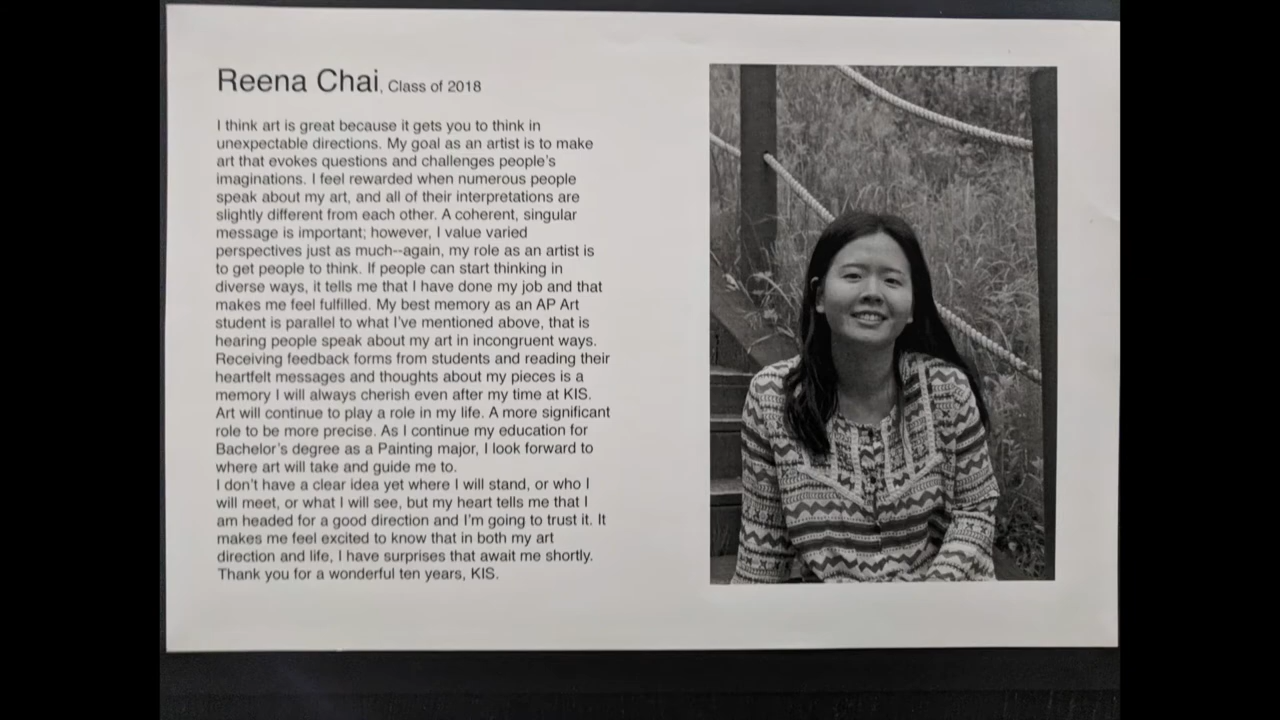 Reena Chai, Class of 2018
I think art is great because it gets you to think in
unexpectable directions. My goal as an artist is to make
art that evokes questions and challenges people's
imaginations. I feel rewarded when numerous people
speak about my art, and all of their interpretations are
slightly different from each other. A coherent, singular
message is important; however, I value varied
perspectives just as much--again, my role as an artist is
to get people to think. If people can start thinking in
diverse ways, it tells me that I have done my job and that
makes me feel fulfilled. My best memory as an AP Art
student is parallel to what I've mentioned above, that is
hearing people speak about my art in incongruent ways.
Receiving feedback forms from students and reading their
heartfelt messages and thoughts about my pieces is a
memory I will always cherish even after my time at KIS.
Art will continue to play a role in my life. A more significant
role to be more precise. As I continue my education for
Bachelor's degree as a Painting major, I look forward to
where art will take and guide me to.
I don't have a clear idea yet where I will stand, or who I
will meet, or what I will see, but my heart tells me that I
am headed for a good direction and I'm going to trust it. It
makes me feel excited to know that in both my art
direction and life, I have surprises that await me shortly.
Thank you for a wonderful ten years, KIS.